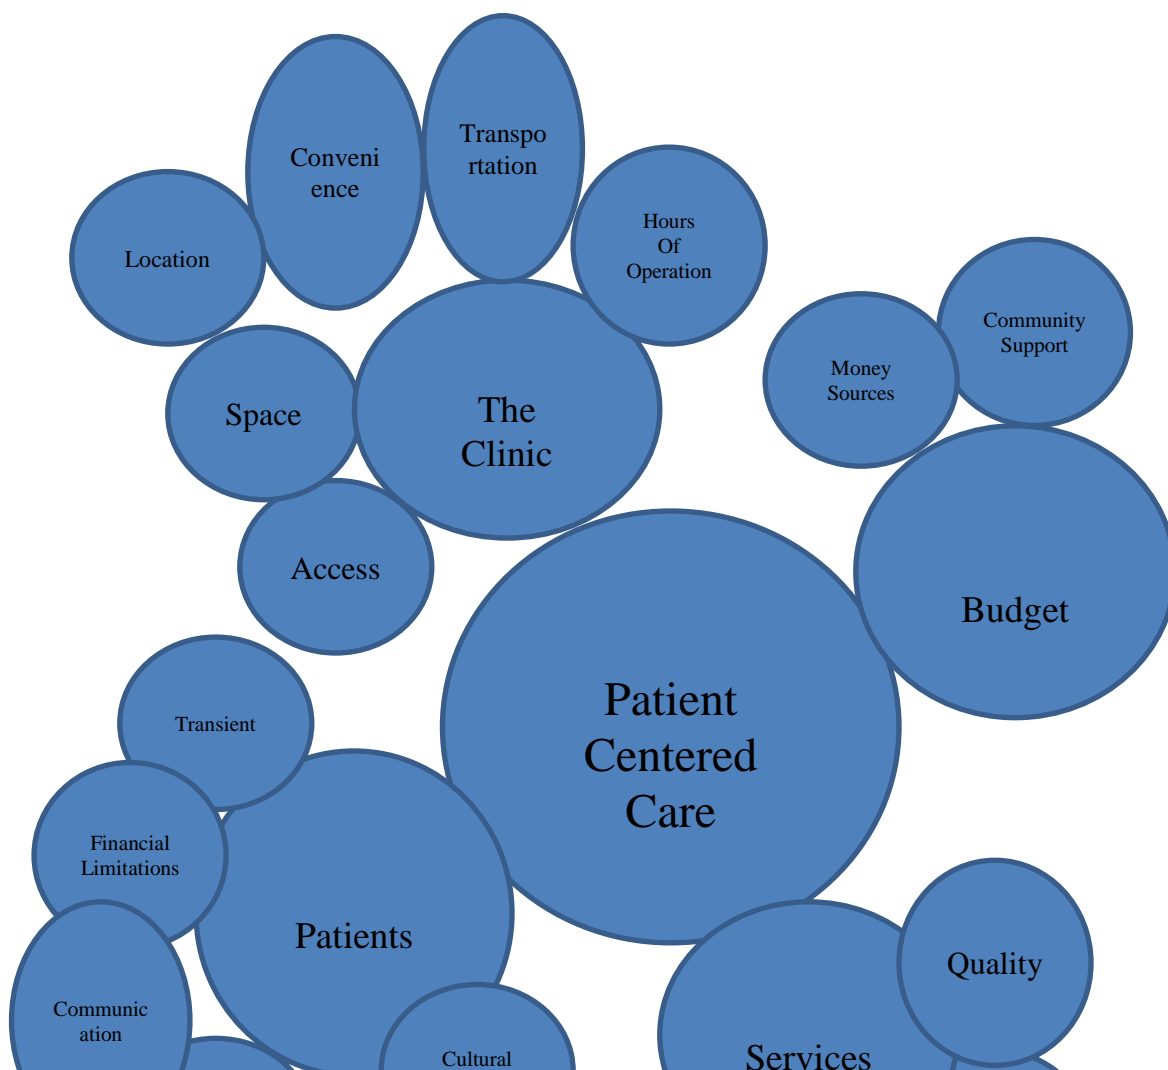 Transpo
rtation
Conveni
ence
Hours
Of
Operation
Location
Community
Support
Money
Sources
Space
The
Clinic
Access
Budget
Patient
Centered
Care
Transient
Financial
Limitations
Patients
Quality
Communic
ation
Cultural
Services